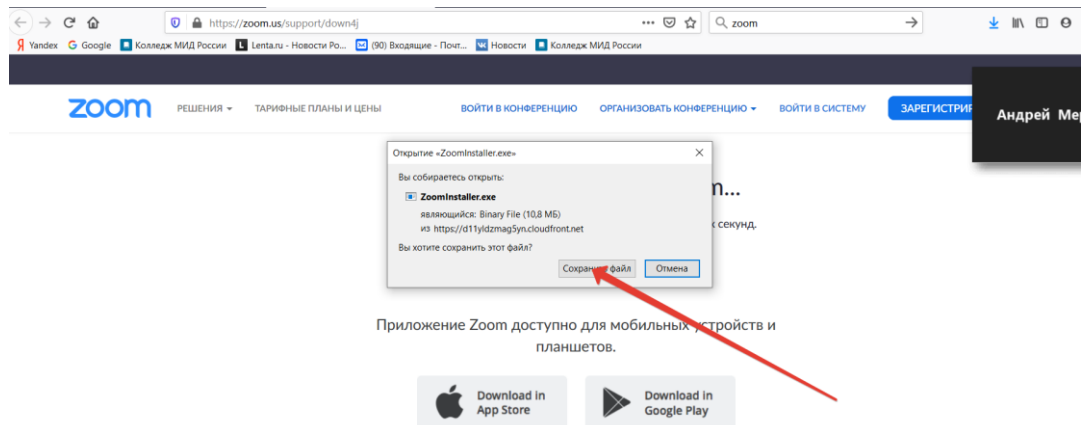 https://zoom.us/support/down4j
zoom
Yandex Google Колледж МИД России Lenta.ru - Новости Ро... (90) Входящие - Почт... Новости Колледж МИД России
zoom РЕШЕНИЯ ТАРИФНЫЕ ПЛАНЫ И ЦЕНЫ ВОЙТИ В КОНФЕРЕНЦИЮ ОРГАНИЗОВАТЬ КОНФЕРЕНЦИЮ ВОЙТИ В СИСТЕМУ ЗАРЕГИСТРИР
Андрей Мер
Открытие «ZoomInstaller.exe»
Вы собираетесь открыть:
ZoomInstaller.exe
являющийся: Binary File (10,8 МБ)
из https://d11yldzmag5yn.cloudfront.net
Вы хотите сохранить этот файл?
файл Отмена
секунд.
Приложение Zoom доступно для мобильных устройств и
планшетов.
Download in
App Store
Download in
Google Play